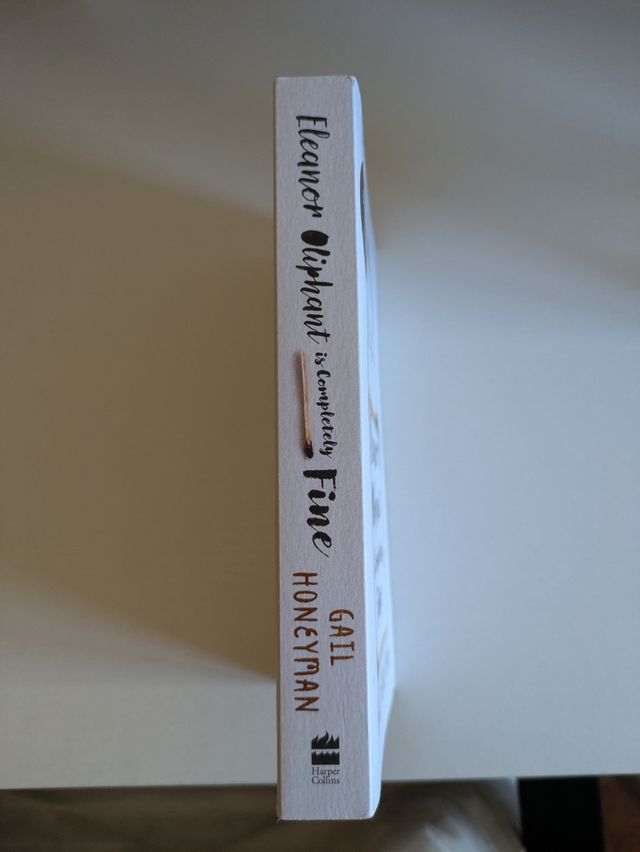 Eleanor Oliphant is Completely Fine
GAIL
HONEYMAN
Harper
Collins